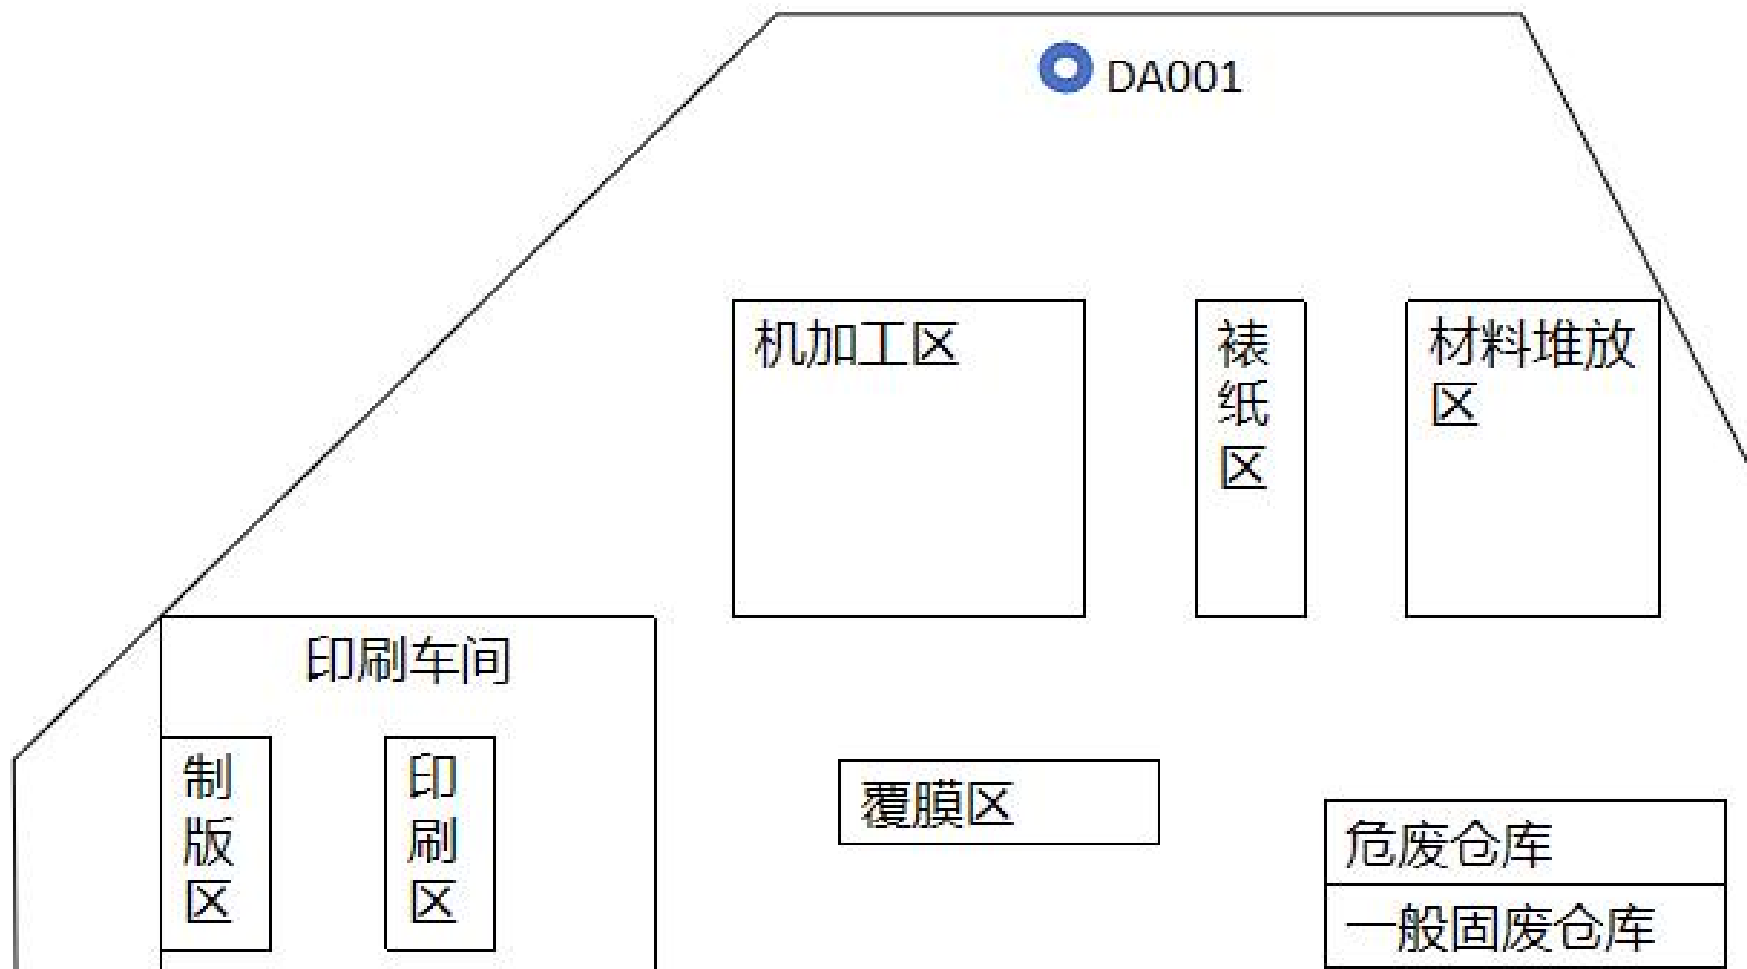 DA001
机加工区
裱
纸
区
材料堆放
区
印刷车间
制
版
区
印
刷
区
覆膜区
危废仓库
一般固废仓库